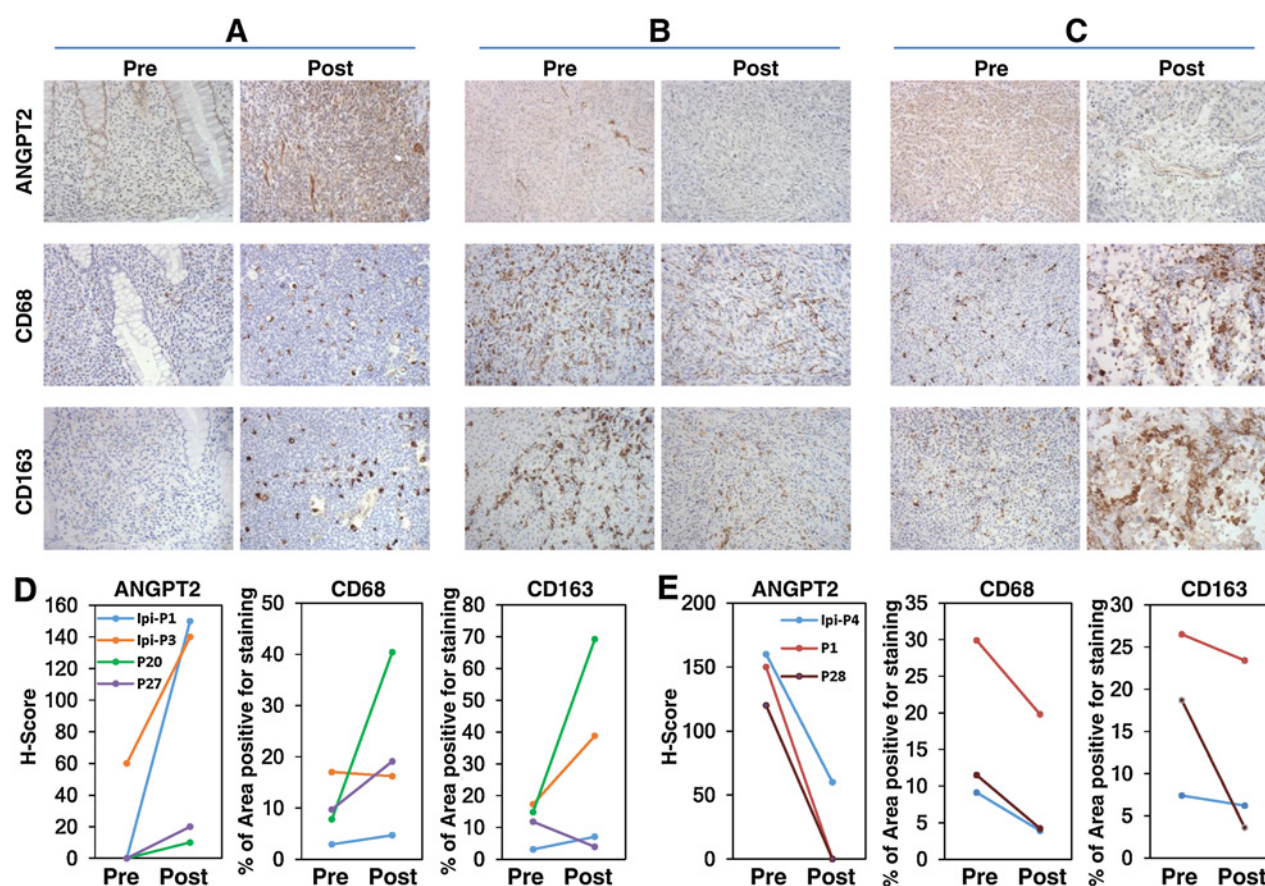 A B C
Pre Post Pre Post Pre Post
ANGPT2
CD68
CD163
D ANGPT2 CD68 CD163 E ANGPT2 CD68 CD163
H-Score
160
140
120
100
80
60
40
20
0
Ipi-P1
Ipi-P3
P20
P27
Pre Post
% of Area positive for staining
50
40
30
20
10
0
Pre Post
% of Area positive for staining
80
70
60
50
40
30
20
10
0
Pre Post
H-Score
200
150
100
50
0
Ipi-P4
P1
P28
Pre Post
% of Area positive for staining
35
30
25
20
15
10
5
0
Pre Post
% of Area positive for staining
30
25
20
15
10
5
0
Pre Post